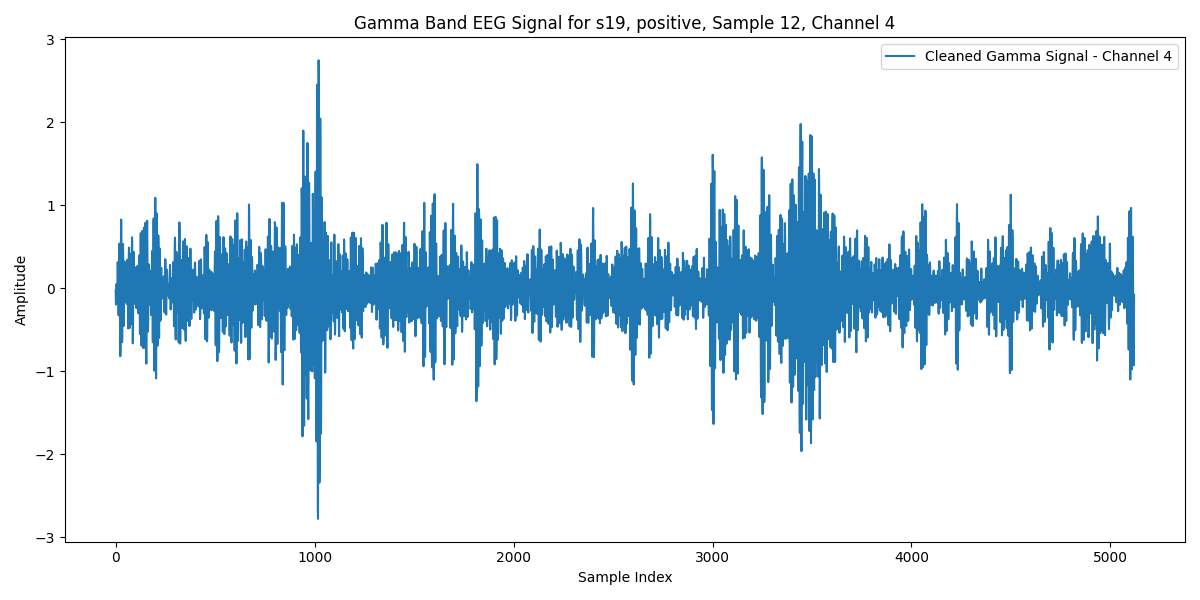 Gamma Band EEG Signal for s19, positive, Sample 12, Channel 4
Cleaned Gamma Signal - Channel 4
Amplitude
3
2
1
0
−1
−2
−3
0 1000 2000 3000 4000 5000
Sample Index